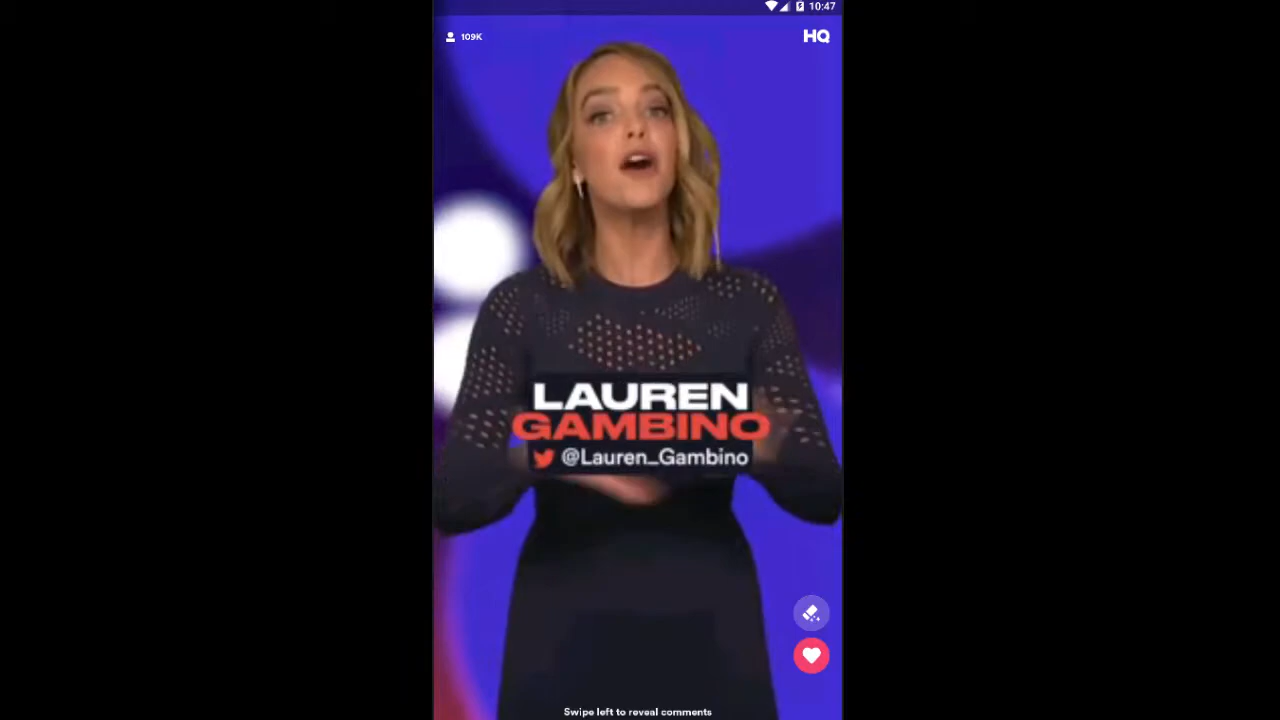 10:47
109K
HQ
LAUREN
GAMBINO
@Lauren_Gambino
Swipe left to reveal comments